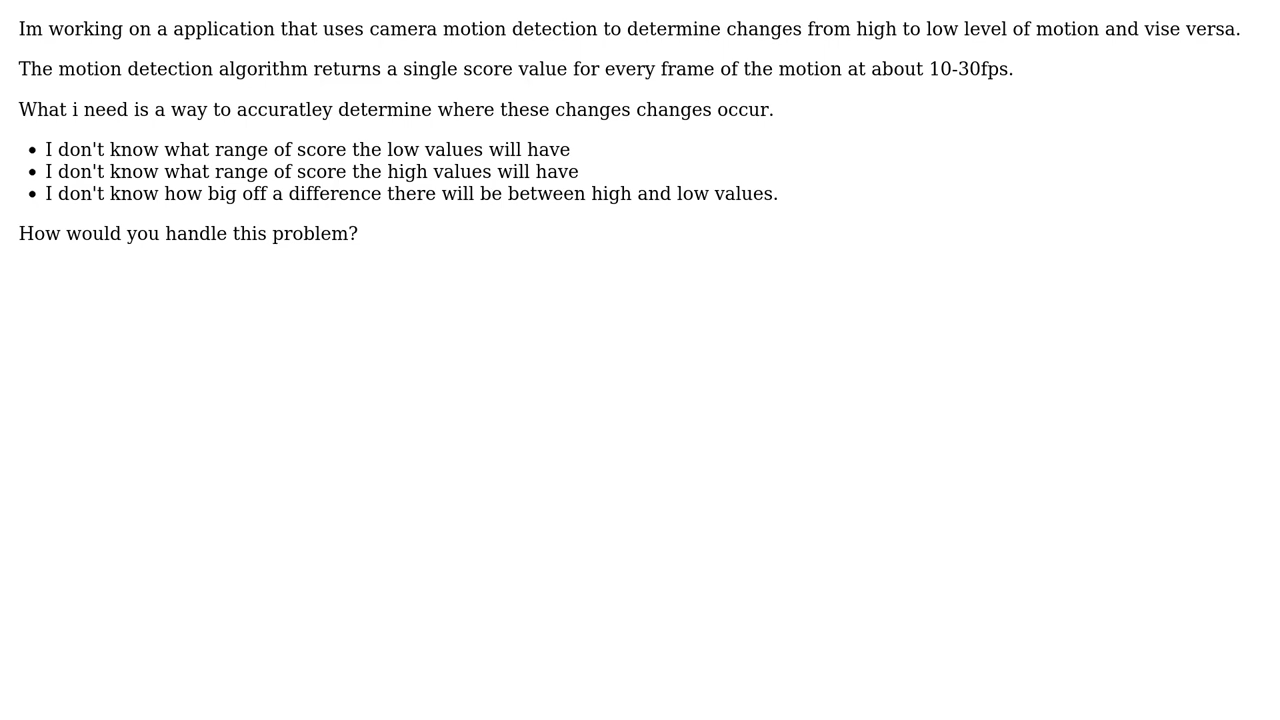 Im working on a application that uses camera motion detection to determine changes from high to low level of motion and vise versa.
The motion detection algorithm returns a single score value for every frame of the motion at about 10-30fps.
What i need is a way to accuratley determine where these changes changes occur.
• I don't know what range of score the low values will have
• I don't know what range of score the high values will have
• I don't know how big off a difference there will be between high and low values.
How would you handle this problem?